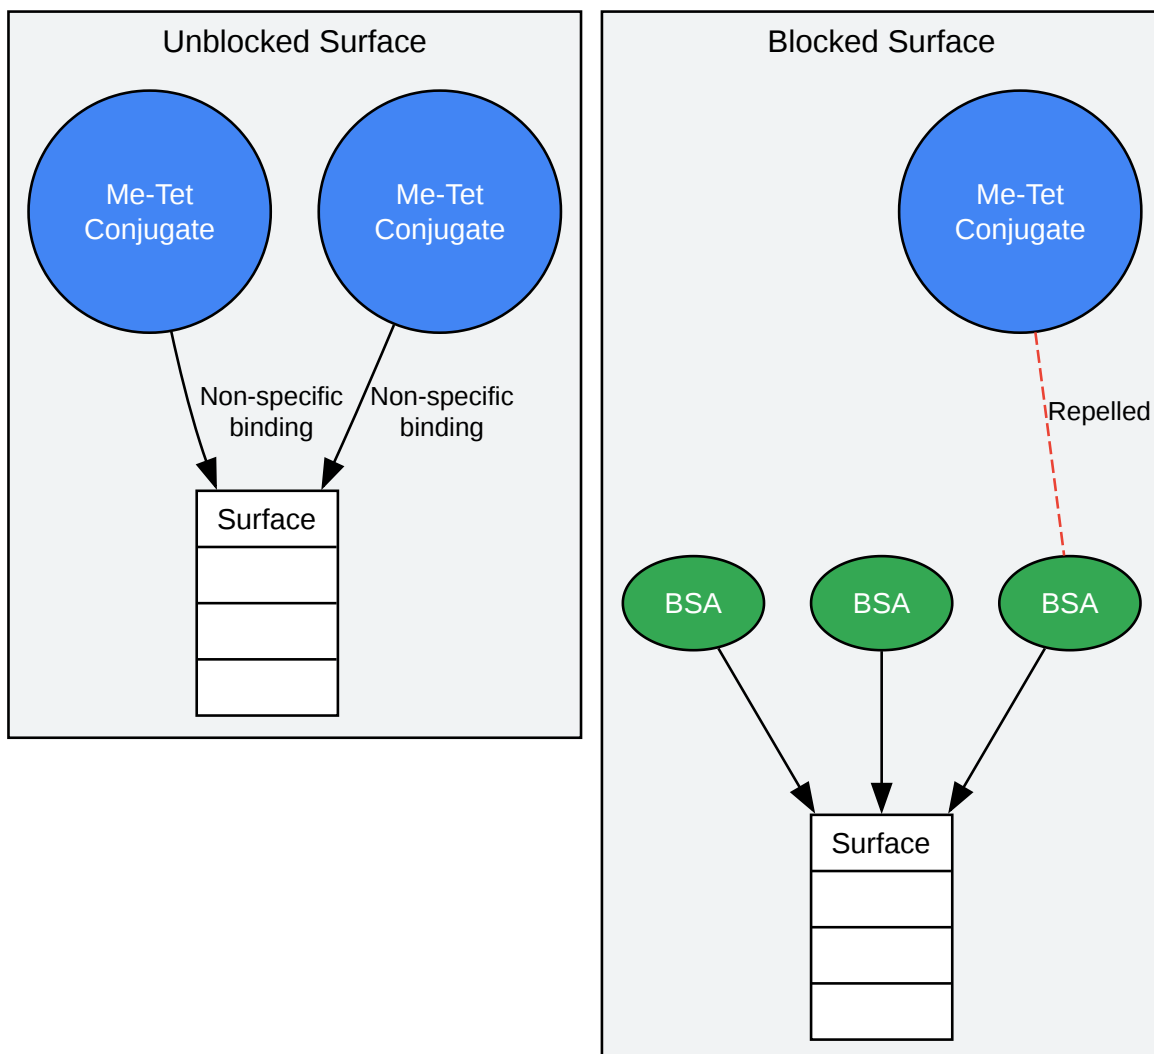 Unblocked Surface
Me-Tet
Conjugate
Me-Tet
Conjugate
Non-specific
binding
Non-specific
binding
Surface
Blocked Surface
Me-Tet
Conjugate
Repelled
BSA
BSA
BSA
Surface